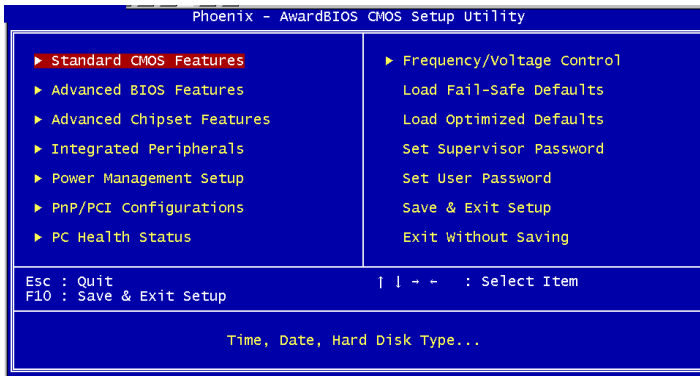 Phoenix - AwardBIOS CMOS Setup Utility
▶ Standard CMOS Features
▶ Advanced BIOS Features
▶ Advanced Chipset Features
▶ Integrated Peripherals
▶ Power Management Setup
▶ PnP/PCI Configurations
▶ PC Health Status
▶ Frequency/Voltage Control
Load Fail-Safe Defaults
Load Optimized Defaults
Set Supervisor Password
Set User Password
Save & Exit Setup
Exit Without Saving
Esc : Quit
F10 : Save & Exit Setup
↑ ↓ → ← : Select Item
Time, Date, Hard Disk Type...